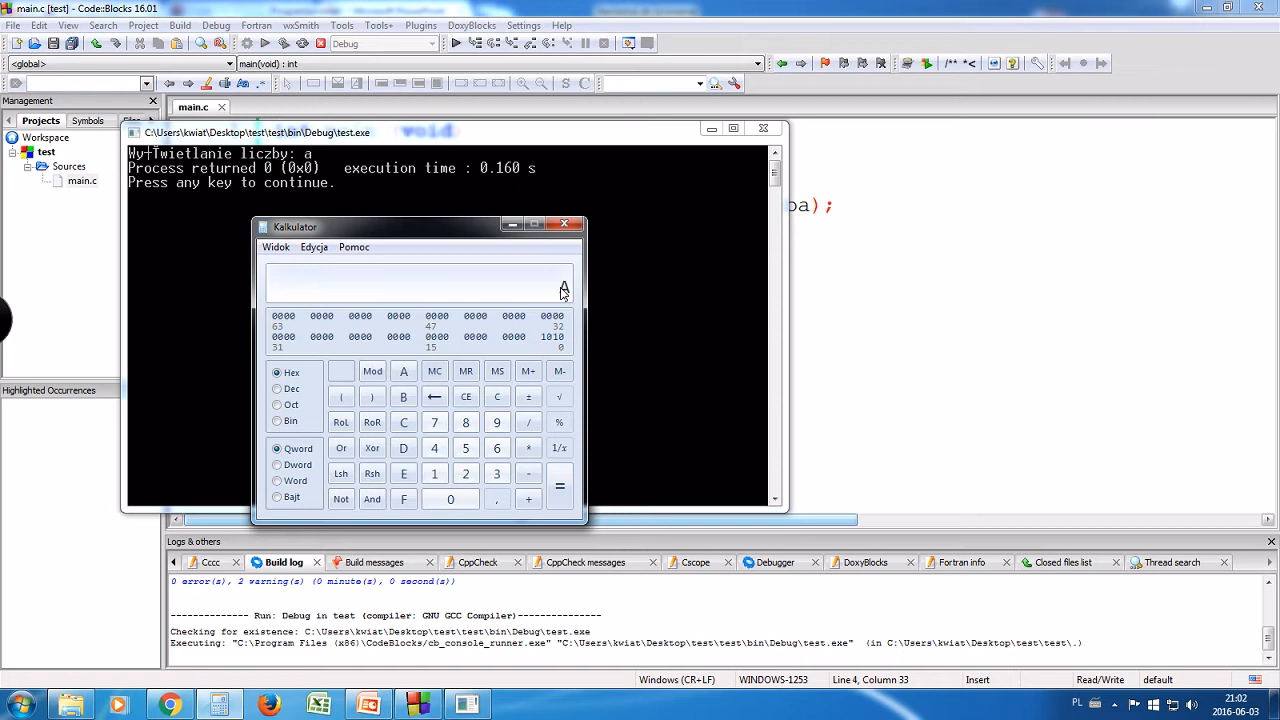 main.c [test] - Code::Blocks 16.01
File Edit View Search Project Build Debug Fortran wxSmith Tools Tools+ Plugins DoxyBlocks Settings Help
Debug
<global> main(void) : int
Management
Projects Symbols
Workspace
test
Sources
main.c
Highlighted Occurrences
main.c
C:\Users\kwiat\Desktop\test\test\bin\Debug\test.exe
void
Twietlanie liczby: a
Process returned 0 (0x0) execution time : 0.160 s
Press any key to continue.
ba);
Kalkulator
Widok Edycja Pomoc
A
0000 0000 0000 0000 0000 0000 0000 0000
63 47 32
0000 0000 0000 0000 0000 0000 0000 1010
31 15 0
Hex Mod A MC MR MS M+ M-
Dec ( ) B ← CE C ± √
Oct RoL RoR C 7 8 9 / %
Bin
Qword Or Xor D 4 5 6 * 1/x
Dword Lsh Rsh E 1 2 3 - =
Word
Bajt Not And F 0 , +
Logs & others
Cccc Build log Build messages CppCheck CppCheck messages Cscope Debugger DoxyBlocks Fortran info Closed files list Thread search
0 error(s), 2 warning(s) (0 minute(s), 0 second(s))
-------------- Run: Debug in test (compiler: GNU GCC Compiler)---------------
Checking for existence: C:\Users\kwiat\Desktop\test\test\bin\Debug\test.exe
Executing: "C:\Program Files (x86)\CodeBlocks/cb_console_runner.exe" "C:\Users\kwiat\Desktop\test\test\bin\Debug\test.exe" (in C:\Users\kwiat\Desktop\test\test\.)
Windows (CR+LF) WINDOWS-1253 Line 4, Column 33 Insert Read/Write default
PL 21:02
2016-06-03